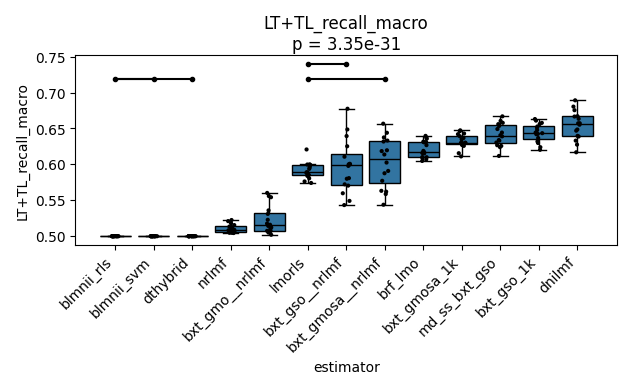 LT+TL_recall_macro
p = 3.35e-31
LT+TL_recall_macro
0.75
0.70
0.65
0.60
0.55
0.50
blmnii_rls
blmnii_svm
dthybrid
nrlmf
bxt_gmo__nrlmf
lmorls
bxt_gso__nrlmf
bxt_gmosa__nrlmf
brf_lmo
bxt_gmosa_1k
md_ss_bxt_gso
bxt_gso_1k
dnilmf
estimator